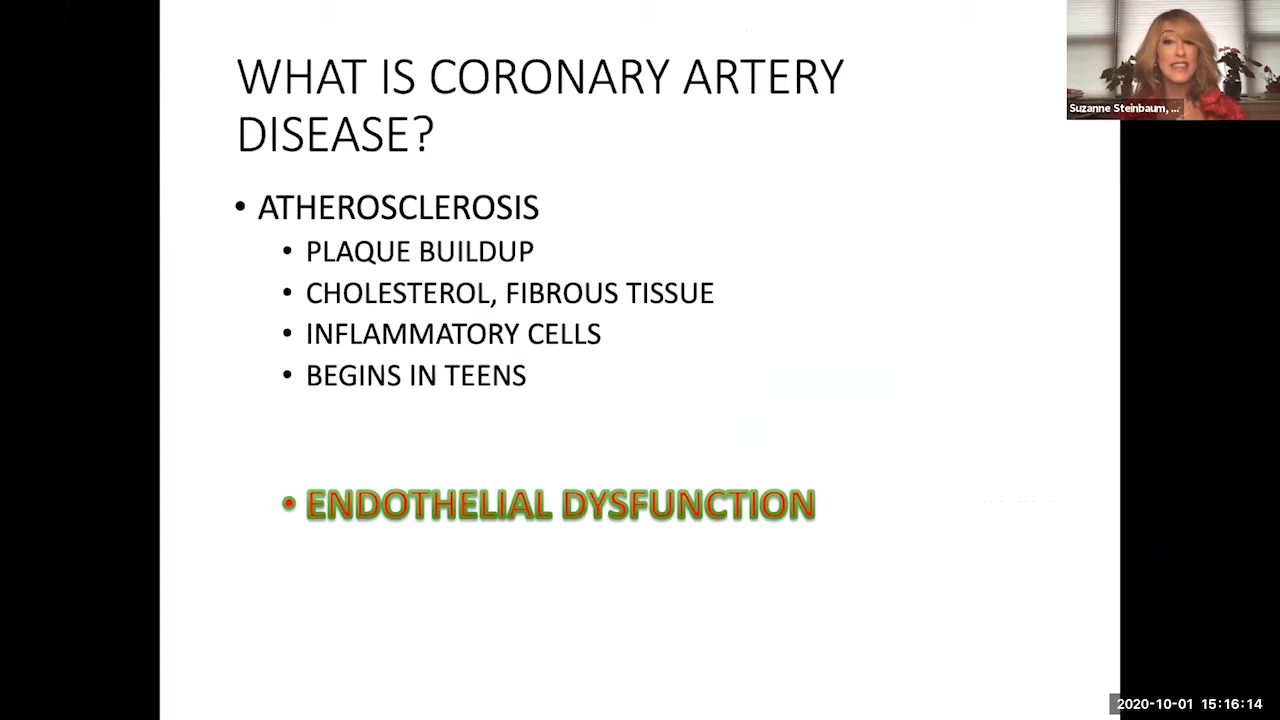 WHAT IS CORONARY ARTERY
DISEASE?
• ATHEROSCLEROSIS
• PLAQUE BUILDUP
• CHOLESTEROL, FIBROUS TISSUE
• INFLAMMATORY CELLS
• BEGINS IN TEENS
• ENDOTHELIAL DYSFUNCTION
Suzanne Steinbaum, ...
2020-10-01 15:16:14